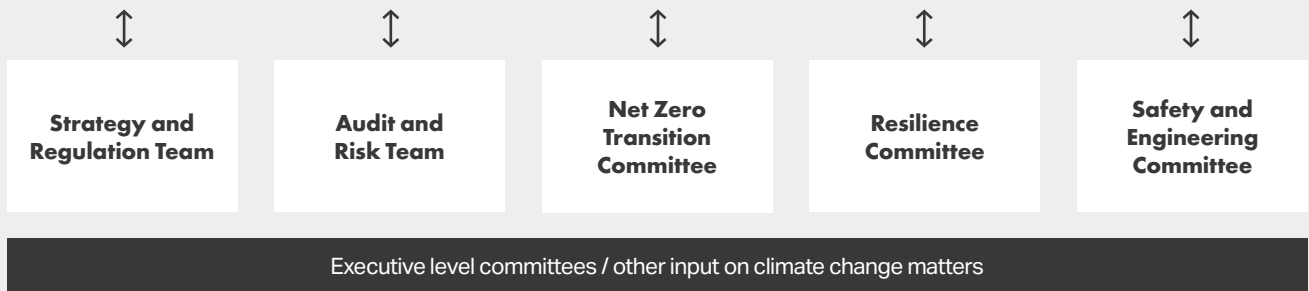 Strategy and
Regulation Team
Audit and
Risk Team
Net Zero
Transition
Committee
Resilience
Committee
Safety and
Engineering
Committee
Executive level committees / other input on climate change matters